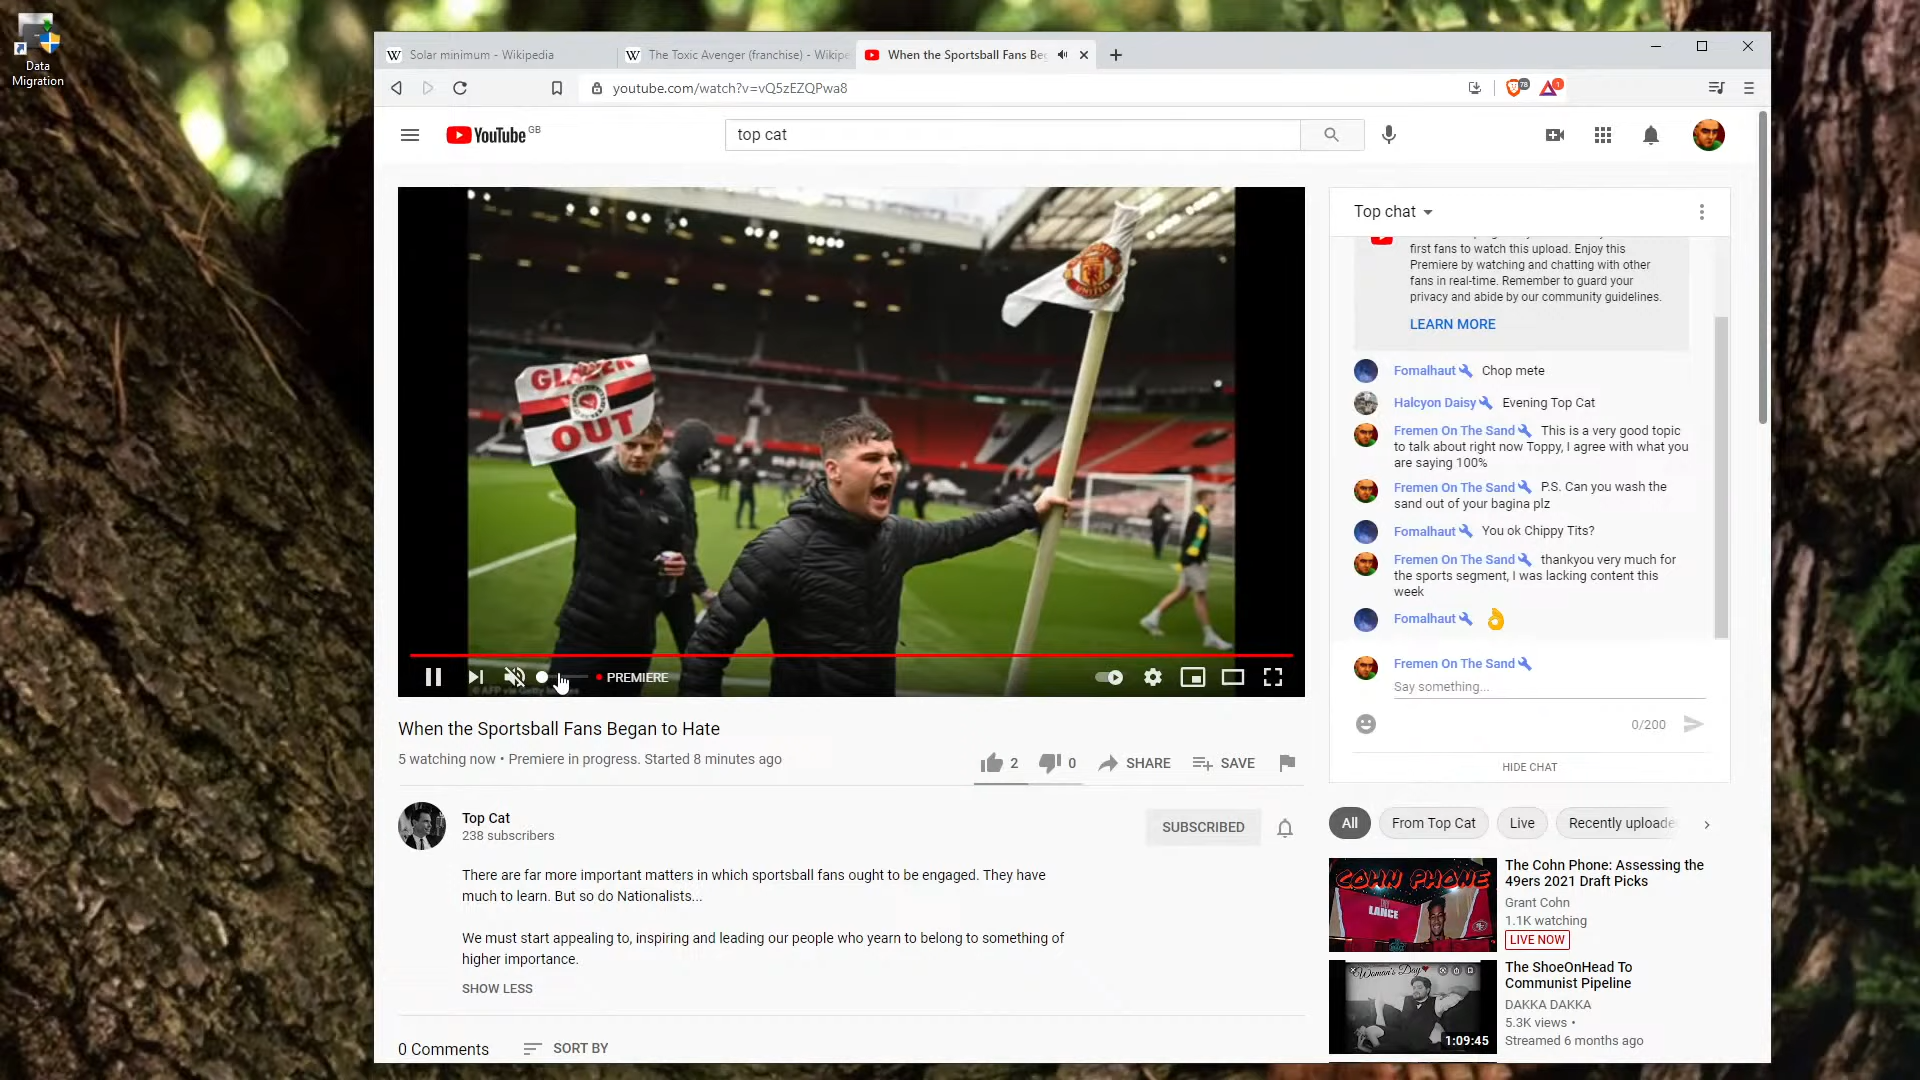 Data
Migration
Solar minimum - Wikipedia
The Toxic Avenger (franchise) - Wikipe
When the Sportsball Fans Be
youtube.com/watch?v=vQ5zEZQPwa8
78
1
YouTube GB
top cat
GLAZER
OUT
UNITED
PREMIERE
Top chat
first fans to watch this upload. Enjoy this
Premiere by watching and chatting with other
fans in real-time. Remember to guard your
privacy and abide by our community guidelines.
LEARN MORE
Fomalhaut Chop mete
Halcyon Daisy Evening Top Cat
Fremen On The Sand This is a very good topic
to talk about right now Toppy, I agree with what you
are saying 100%
Fremen On The Sand P.S. Can you wash the
sand out of your bagina plz
Fomalhaut You ok Chippy Tits?
Fremen On The Sand thankyou very much for
the sports segment, I was lacking content this
week
Fomalhaut 👌
Fremen On The Sand
Say something...
0/200
HIDE CHAT
When the Sportsball Fans Began to Hate
5 watching now • Premiere in progress. Started 8 minutes ago
2
0
SHARE
SAVE
Top Cat
238 subscribers
SUBSCRIBED
There are far more important matters in which sportsball fans ought to be engaged. They have
much to learn. But so do Nationalists...
We must start appealing to, inspiring and leading our people who yearn to belong to something of
higher importance.
SHOW LESS
0 Comments
SORT BY
All
From Top Cat
Live
Recently uploade
COHN PHONE
LANCE
The Cohn Phone: Assessing the
49ers 2021 Draft Picks
Grant Cohn
1.1K watching
LIVE NOW
Woman's Day
1:09:45
The ShoeOnHead To
Communist Pipeline
DAKKA DAKKA
5.3K views •
Streamed 6 months ago